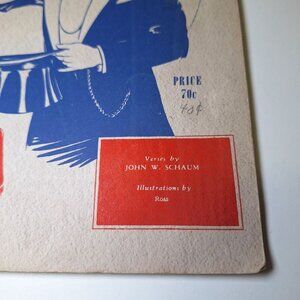 PRICE
70c
40¢
Verses by
JOHN W. SCHAUM
Illustrations by
Ross